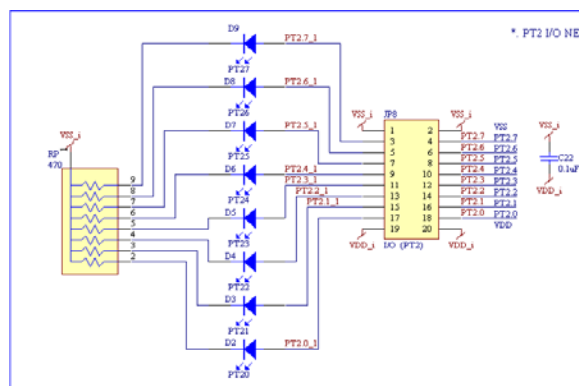 *. PT2 I/O NE
D9
PT2.7_1
PT27
D8
PT2.6_1
PT26
D7
PT2.5_1
PT25
D6
PT2.4_1
PT2.3_1
PT24
D5
PT2.2_1
PT2.1_1
PT23
D4
PT22
D3
PT21
D2
PT2.0_1
PT20
VSS_i
RP
470
9
8
7
6
5
4
3
2
JP8
VSS_i
VSS_i
1 2
3 4
5 6
7 8
9 10
11 12
13 14
15 16
17 18
19 20
VDD_i
VDD_i
I/O (PT2)
PT2.7
PT2.6
PT2.5
PT2.4
PT2.3
PT2.2
PT2.1
PT2.0
VSS
PT2.7
PT2.6
PT2.5
PT2.4
PT2.3
PT2.2
PT2.1
PT2.0
VDD
VSS_i
C22
0.1uF
VDD_i